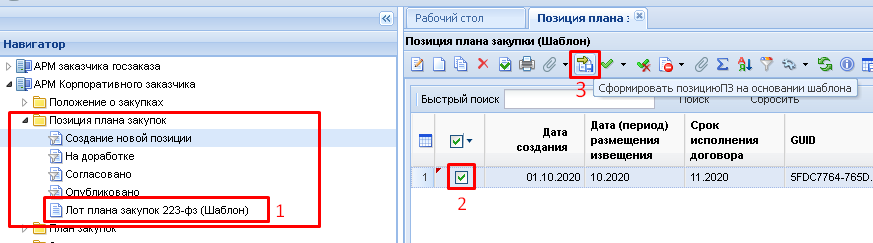 Рабочий стол
Позиция плана з
Навигатор
Позиция плана закупки (Шаблон)
АРМ заказчика госзаказа
АРМ Корпоративного заказчика
Положение о закупках
Позиция плана закупок
Создание новой позиции
На доработке
Согласовано
Опубликовано
Лот плана закупок 223-фз (Шаблон)
1
План закупок
3
Сформировать позициюПЗ на основании шаблона
Быстрый поиск
Поиск
Сбросить
Дата создания
Дата (период) размещения извещения
Срок исполнения договора
GUID
1
01.10.2020
10.2020
11.2020
5FDC7764-765D...
2